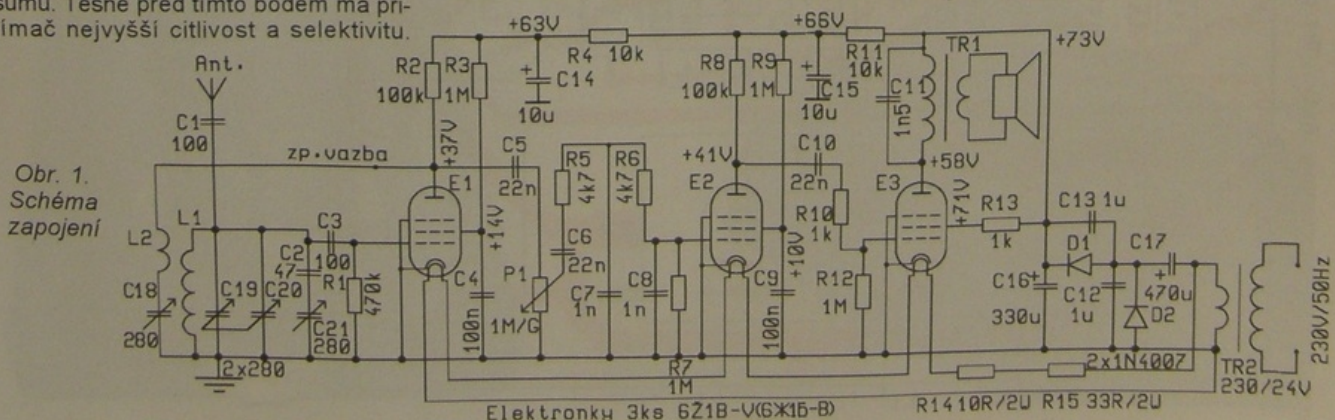 šumu. Těsně před tímto bodem má při-
ímač nejvyšší citlivost a selektivitu.
Obr. 1.
Schéma
zapojení
Ant.
C1
100
zp.vazba
L2
L1
C18
280
C19
C20
2x280
C2
47
C3
100
R1
470k
C21
280
R2
100k
R3
1M
+63V
+37V
E1
+14V
C4
100n
C14
+
10u
R4
10k
C5
22n
P1
1M/G
R5
4k7
C6
22n
C7
1n
R6
4k7
C8
1n
R7
1M
R8
100k
R9
1M
+66V
+41V
E2
+10V
C9
100n
C15
+
10u
R11
10k
C10
22n
R10
1k
R12
1M
C11
1n5
TR1
+73V
+58V
E3
+71V
R13
1k
C13 1u
D1
C16
+
330u
C12
1u
C17
+
470u
D2
2x1N4007
TR2
230/24V
230V/50Hz
Elektronky 3ks 6Ž1B-V(6Ж1Б-В)
R14 10R/2U R15 33R/2U